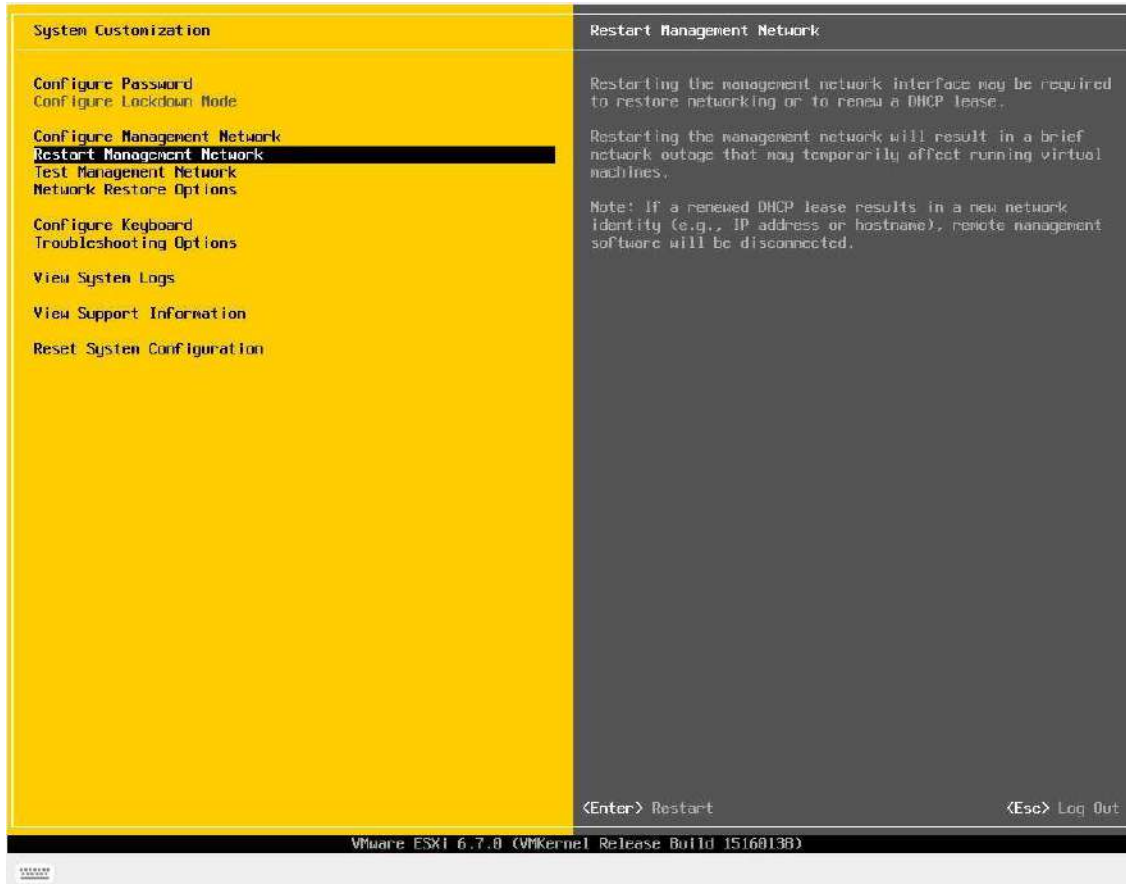 System Customization
Configure Password
Configure Lockdown Mode
Configure Management Network
Restart Management Network
Test Management Network
Network Restore Options
Configure Keyboard
Troubleshooting Options
View System Logs
View Support Information
Reset System Configuration
Restart Management Network
Restarting the management network interface may be required
to restore networking or to renew a DHCP lease.
Restarting the management network will result in a brief
network outage that may temporarily affect running virtual
machines.
Note: If a renewed DHCP lease results in a new network
identity (e.g., IP address or hostname), remote management
software will be disconnected.
<Enter> Restart
<Esc> Log Out
VMware ESXi 6.7.0 (VMKernel Release Build 15160138)